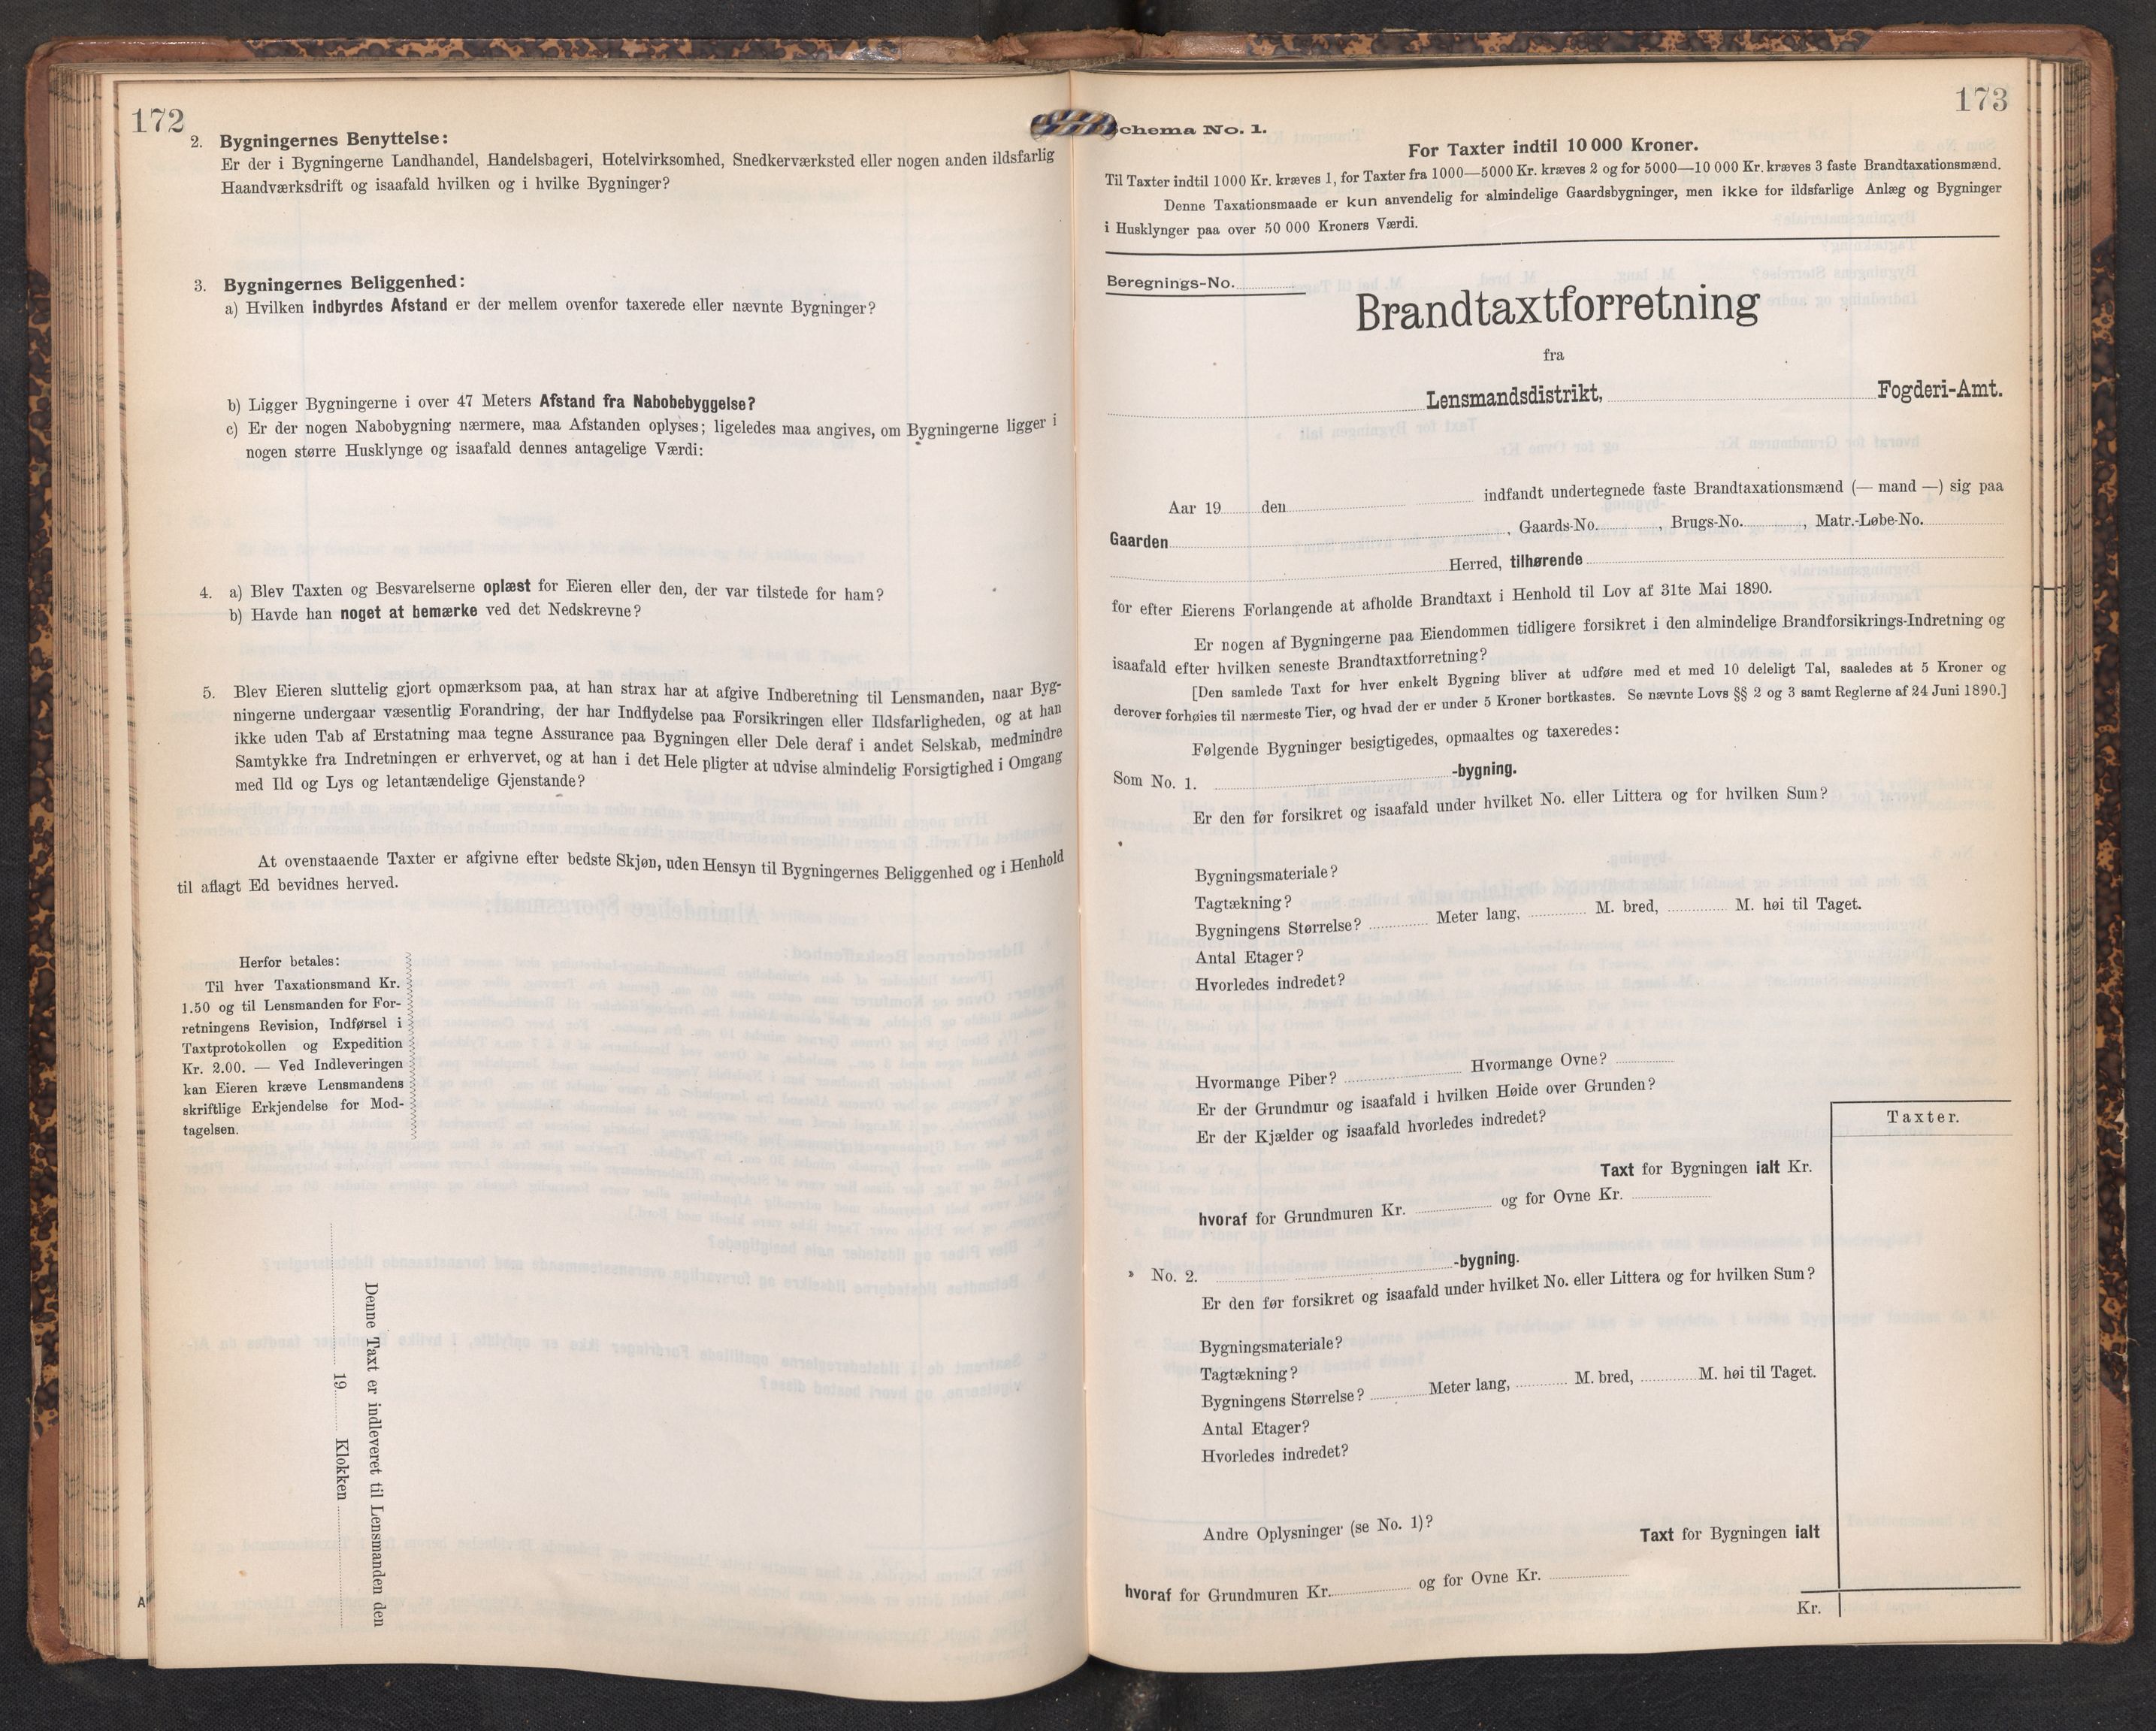 172
2. Bygningernes Benyttelse:
Er der i Bygningerne Landhandel, Handelsbageri, Hotelvirksomhed, Snedkerværksted eller nogen anden ildsfarlig
Haandværksdrift og isaafald hvilken og i hvilke Bygninger?
3. Bygningernes Beliggenhed:
a) Hvilken indbyrdes Afstand er der mellem ovenfor taxerede eller nævnte Bygninger?
b) Ligger Bygningerne i over 47 Meters Afstand fra Nabobebyggelse?
c) Er der nogen Nabobygning nærmere, maa Afstanden oplyses; ligeledes maa angives, om Bygningerne ligger i
nogen større Husklynge og isaafald dennes antagelige Værdi:
4. a) Blev Taxten og Besvarelserne oplæst for Eieren eller den, der var tilstede for ham?
b) Havde han noget at bemærke ved det Nedskrevne?
5. Blev Eieren sluttelig gjort opmærksom paa, at han strax har at afgive Indberetning til Lensmanden, naar Byg-
ningerne undergaar væsentlig Forandring, der har Indflydelse paa Forsikringen eller Ildsfarligheden, og at han
ikke uden Tab af Erstatning maa tegne Assurance paa Bygningen eller Dele deraf i andet Selskab, medmindre
Samtykke fra Indretningen er erhvervet, og at han i det Hele pligter at udvise almindelig Forsigtighed i Omgang
med Ild og Lys og letantændelige Gjenstande?
At ovenstaaende Taxter er afgivne efter bedste Skjøn, uden Hensyn til Bygningernes Beliggenhed og i Henhold
til aflagt Ed bevidnes herved.
Herfor betales:
Til hver Taxationsmand Kr.
1.50 og til Lensmanden for For-
retningens Revision, Indførsel i
Taxtprotokollen og Expedition
Kr. 2.00. — Ved Indleveringen
kan Eieren kræve Lensmandens
skriftlige Erkjendelse for Mod-
tagelsen.
Denne Taxt er indleveret til Lensmanden den
19 Klokken
A
173
chema No. 1.
For Taxter indtil 10 000 Kroner.
Til Taxter indtil 1000 Kr. kræves 1, for Taxter fra 1000—5000 Kr. kræves 2 og for 5000—10 000 Kr. kræves 3 faste Brandtaxationsmænd.
Denne Taxationsmaade er kun anvendelig for almindelige Gaardsbygninger, men ikke for ildsfarlige Anlæg og Bygninger
i Husklynger paa over 50 000 Kroners Værdi.
Beregnings-No.
Brandtaxtforretning
fra
Lensmandsdistrikt, Fogderi-Amt.
Aar 19 den indfandt undertegnede faste Brandtaxationsmænd (— mand —) sig paa
Gaarden , Gaards-No. , Brugs-No. , Matr.-Løbe-No.
Herred, tilhørende
for efter Eierens Forlangende at afholde Brandtaxt i Henhold til Lov af 31te Mai 1890.
Er nogen af Bygningerne paa Eiendommen tidligere forsikret i den almindelige Brandforsikrings-Indretning og
isaafald efter hvilken seneste Brandtaxtforretning?
[Den samlede Taxt for hver enkelt Bygning bliver at udføre med et med 10 deleligt Tal, saaledes at 5 Kroner og
derover forhøies til nærmeste Tier, og hvad der er under 5 Kroner bortkastes. Se nævnte Lovs §§ 2 og 3 samt Reglerne af 24 Juni 1890.]
Følgende Bygninger besigtigedes, opmaaltes og taxeredes:
Som No. 1. -bygning.
Er den før forsikret og isaafald under hvilket No. eller Littera og for hvilken Sum?
Bygningsmateriale?
Tagtækning?
Bygningens Størrelse? Meter lang, M. bred, M. høi til Taget.
Antal Etager?
Hvorledes indredet?
Hvormange Piber? Hvormange Ovne?
Er der Grundmur og isaafald i hvilken Høide over Grunden?
Er der Kjælder og isaafald hvorledes indredet?
Taxter.
Taxt for Bygningen ialt Kr.
hvoraf for Grundmuren Kr. og for Ovne Kr.
» No. 2. -bygning.
Er den før forsikret og isaafald under hvilket No. eller Littera og for hvilken Sum?
Bygningsmateriale?
Tagtækning?
Bygningens Størrelse? Meter lang, M. bred, M. høi til Taget.
Antal Etager?
Hvorledes indredet?
Andre Oplysninger (se No. 1)?
Taxt for Bygningen ialt
hvoraf for Grundmuren Kr. og for Ovne Kr.
Kr.